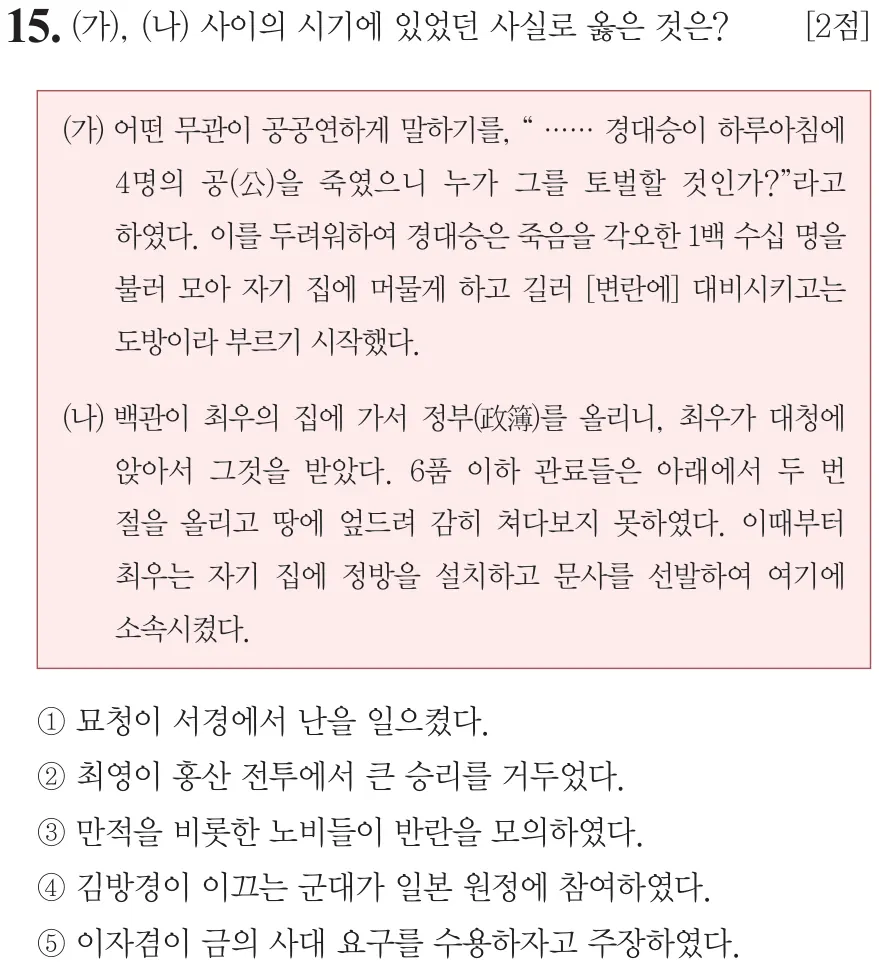 15. (가), (나) 사이의 시기에 있었던 사실로 옳은 것은? [2점]
(가) 어떤 무관이 공공연하게 말하기를, “ …… 경대승이 하루아침에
4명의 공(公)을 죽였으니 누가 그를 토벌할 것인가?”라고
하였다. 이를 두려워하여 경대승은 죽음을 각오한 1백 수십 명을
불러 모아 자기 집에 머물게 하고 길러 [변란에] 대비시키고는
도방이라 부르기 시작했다.
(나) 백관이 최우의 집에 가서 정부(政簿)를 올리니, 최우가 대청에
앉아서 그것을 받았다. 6품 이하 관료들은 아래에서 두 번
절을 올리고 땅에 엎드려 감히 쳐다보지 못하였다. 이때부터
최우는 자기 집에 정방을 설치하고 문사를 선발하여 여기에
소속시켰다.
① 묘청이 서경에서 난을 일으켰다.
② 최영이 홍산 전투에서 큰 승리를 거두었다.
③ 만적을 비롯한 노비들이 반란을 모의하였다.
④ 김방경이 이끄는 군대가 일본 원정에 참여하였다.
⑤ 이자겸이 금의 사대 요구를 수용하자고 주장하였다.